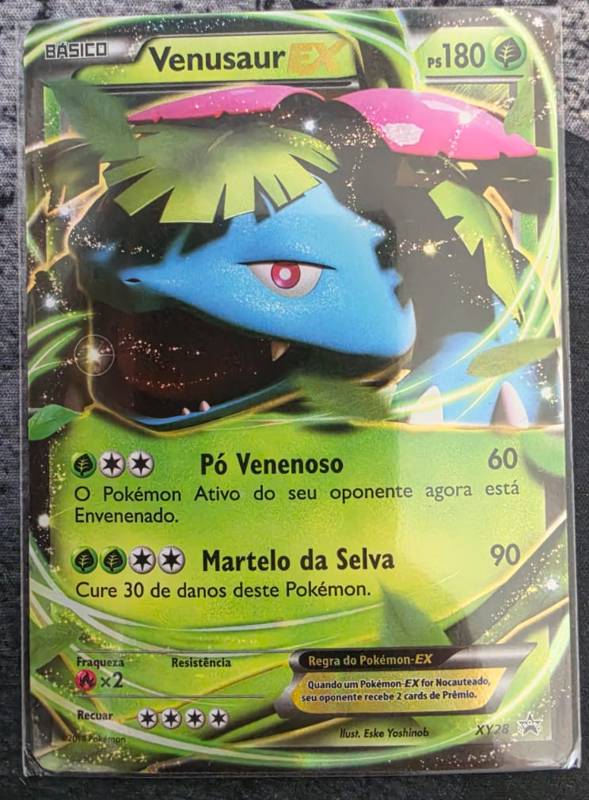 BÁSICO
Venusaur EX
PS180
Pó Venenoso 60
O Pokémon Ativo do seu oponente agora está
Envenenado.
Martelo da Selva 90
Cure 30 de danos deste Pokémon.
Fraqueza Resistência
×2
Recuar
Regra do Pokémon-EX
Quando um Pokémon-EX for Nocauteado,
seu oponente recebe 2 cards de Prêmio.
Ilust. Eske Yoshinob
XY28
Pokémon